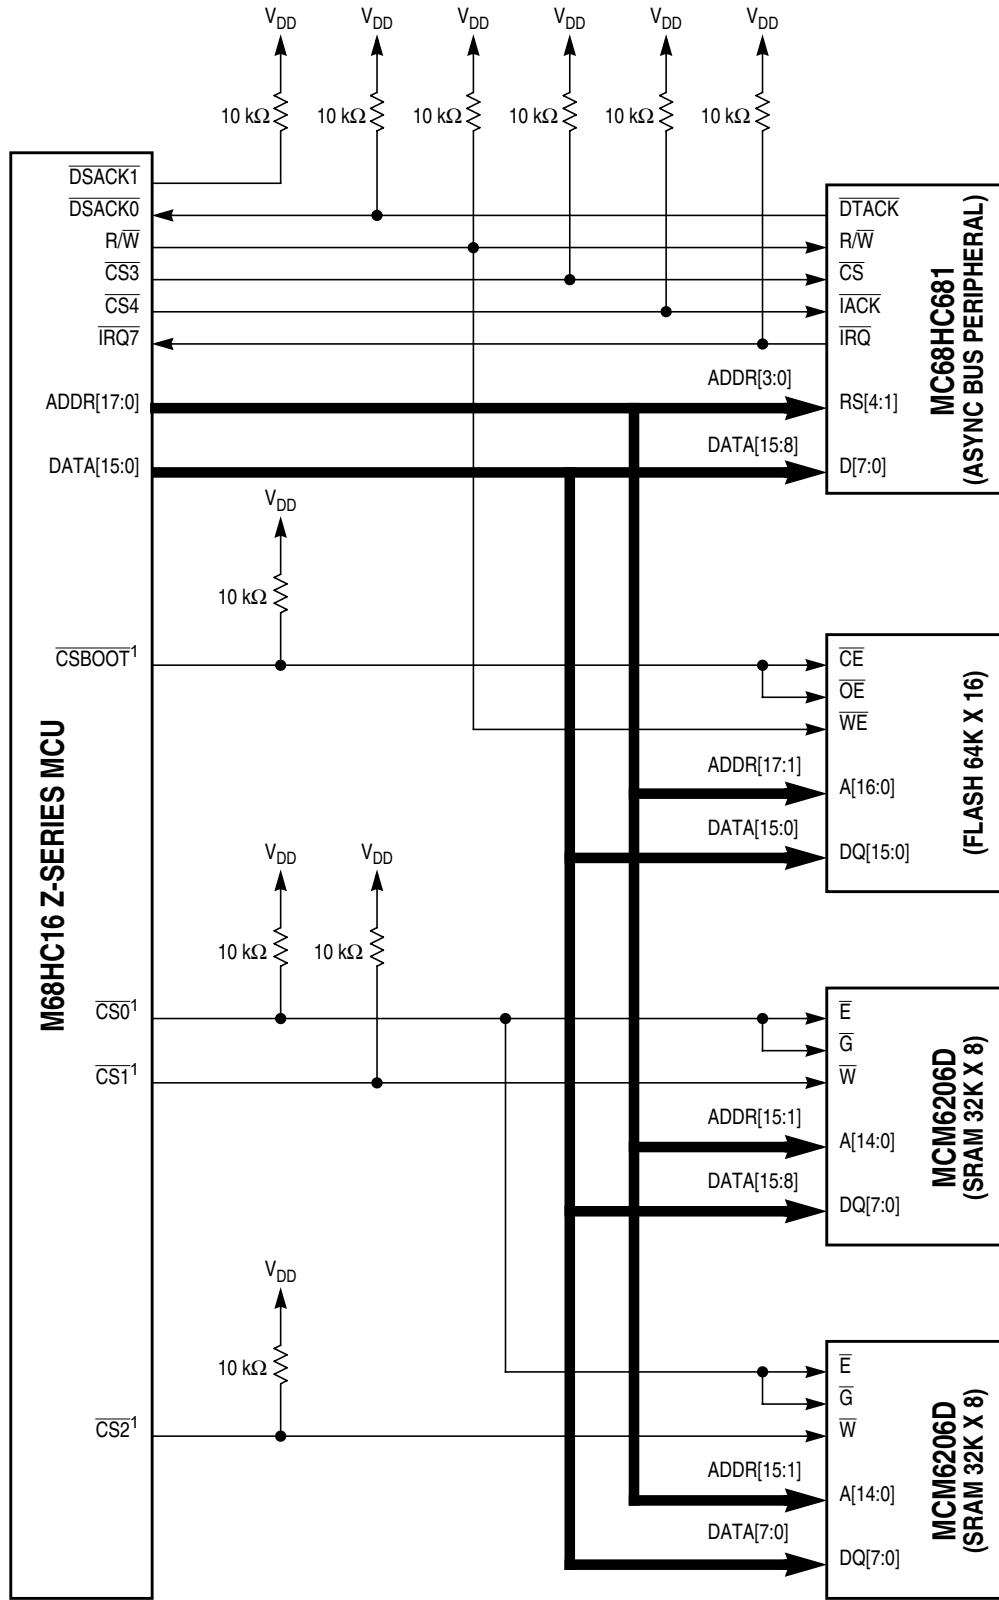 VDD VDD VDD VDD VDD VDD
10 kΩ 10 kΩ 10 kΩ 10 kΩ 10 kΩ 10 kΩ
DSACK1
DSACK0 DTACK
R/W R/W
CS3 CS
CS4 IACK
IRQ7 IRQ
ADDR[3:0]
ADDR[17:0] RS[4:1]
DATA[15:8]
DATA[15:0] D[7:0]
MC68HC681
(ASYNC BUS PERIPHERAL)
VDD
10 kΩ
CSBOOT1 CE
OE
WE
ADDR[17:1]
A[16:0]
DATA[15:0]
DQ[15:0]
(FLASH 64K X 16)
M68HC16 Z-SERIES MCU
VDD VDD
10 kΩ 10 kΩ
CS01 E
G
CS11 W
ADDR[15:1]
A[14:0]
DATA[15:8]
DQ[7:0]
MCM6206D
(SRAM 32K X 8)
VDD
10 kΩ
E
G
CS21 W
ADDR[15:1]
A[14:0]
DATA[7:0]
DQ[7:0]
MCM6206D
(SRAM 32K X 8)